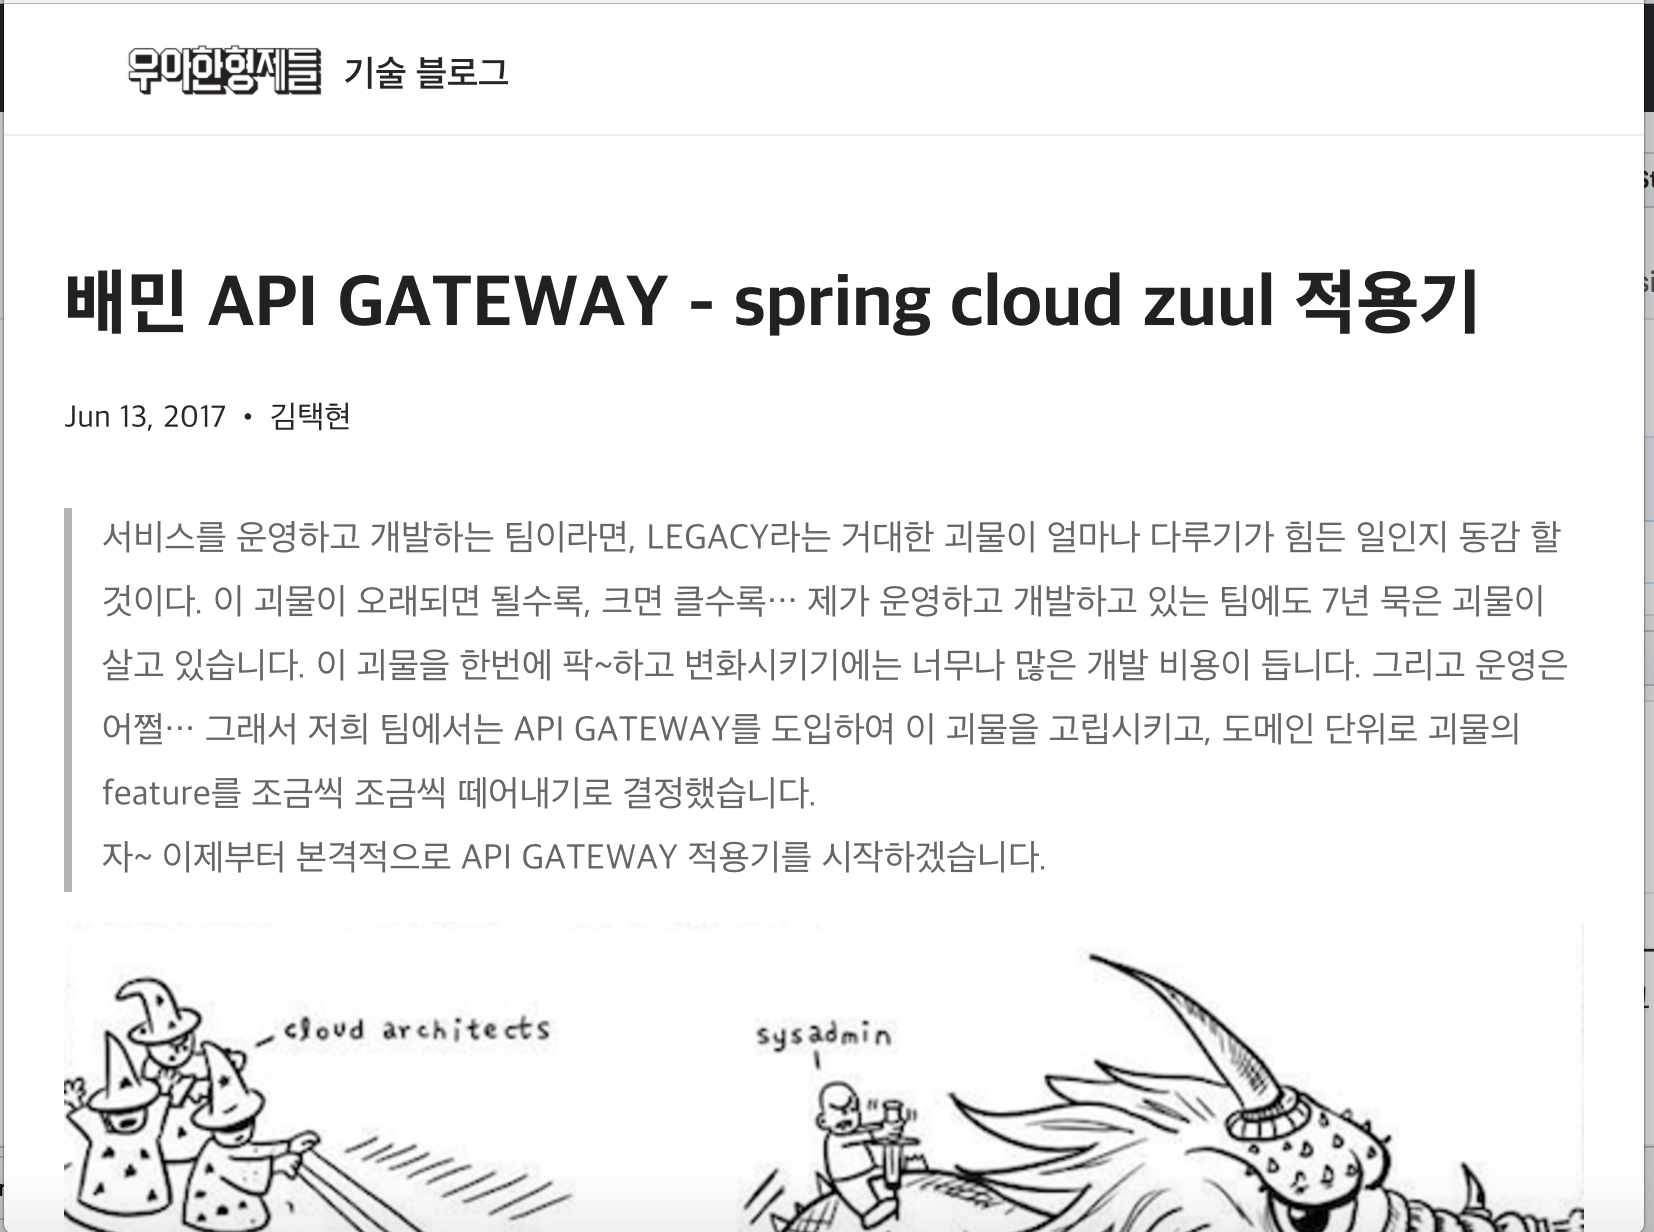 우아한형제들 기술 블로그
배민 API GATEWAY - spring cloud zuul 적용기
Jun 13, 2017 • 김택현
서비스를 운영하고 개발하는 팀이라면, LEGACY라는 거대한 괴물이 얼마나 다루기가 힘든 일인지 동감 할
것이다. 이 괴물이 오래되면 될수록, 크면 클수록… 제가 운영하고 개발하고 있는 팀에도 7년 묵은 괴물이
살고 있습니다. 이 괴물을 한번에 팍~하고 변화시키기에는 너무나 많은 개발 비용이 듭니다. 그리고 운영은
어쩔… 그래서 저희 팀에서는 API GATEWAY를 도입하여 이 괴물을 고립시키고, 도메인 단위로 괴물의
feature를 조금씩 조금씩 떼어내기로 결정했습니다.
자~ 이제부터 본격적으로 API GATEWAY 적용기를 시작하겠습니다.
cloud architects
sysadmin